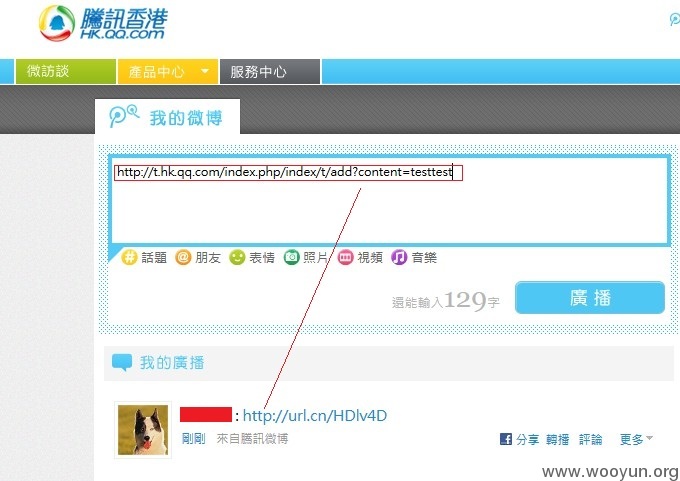 騰訊香港
HK.QQ.COM
微訪談 產品中心 服務中心
我的微博
http://t.hk.qq.com/index.php/index/t/add?content=testtest
話題 朋友 表情 照片 視頻 音樂
還能輸入129字 廣播
我的廣播
: http://url.cn/HDlv4D
剛剛 來自騰訊微博 分享 轉播 評論 更多
www.wooyun.org